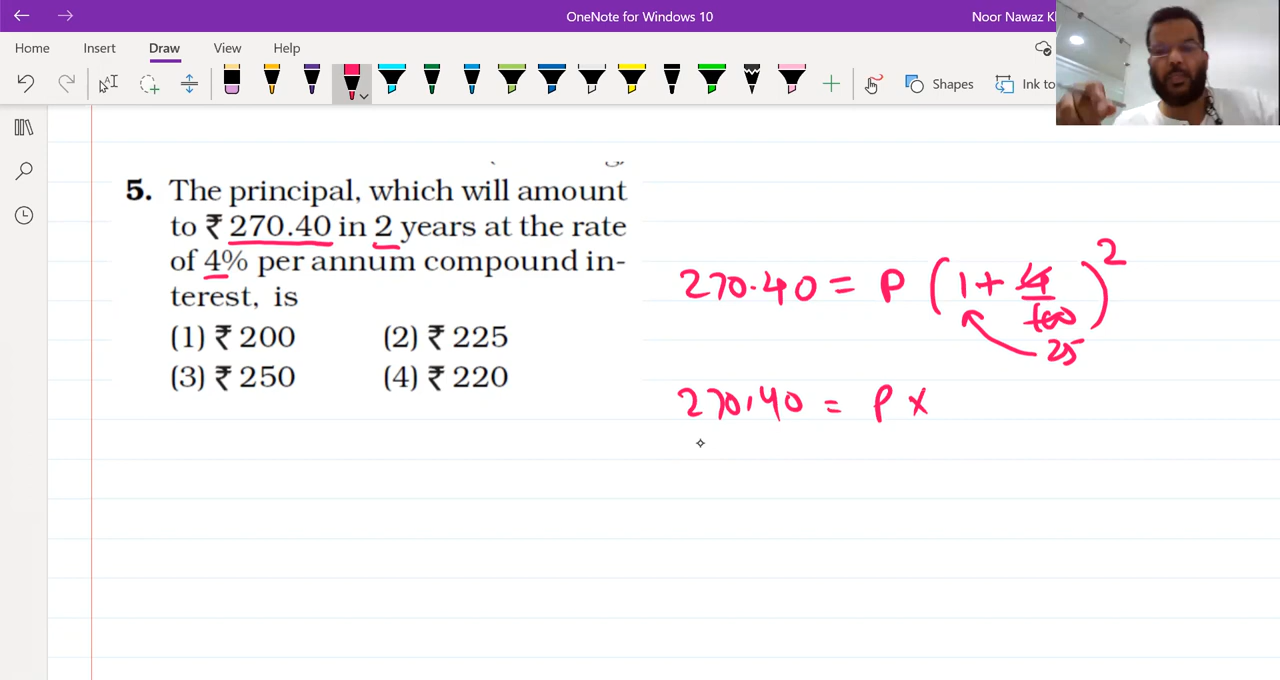 OneNote for Windows 10
Noor Nawaz Kh
Home Insert Draw View Help
Shapes Ink to
5. The principal, which will amount
to ₹ 270.40 in 2 years at the rate
of 4% per annum compound in-
terest, is
(1) ₹ 200 (2) ₹ 225
(3) ₹ 250 (4) ₹ 220
270.40 = P (1 + 4/100)^2
25
270.40 = P ×